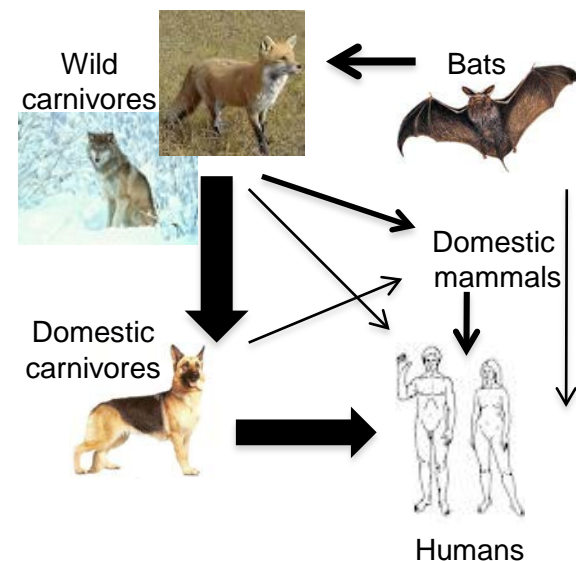 Wild
carnivores
Bats
Domestic
mammals
Domestic
carnivores
Humans